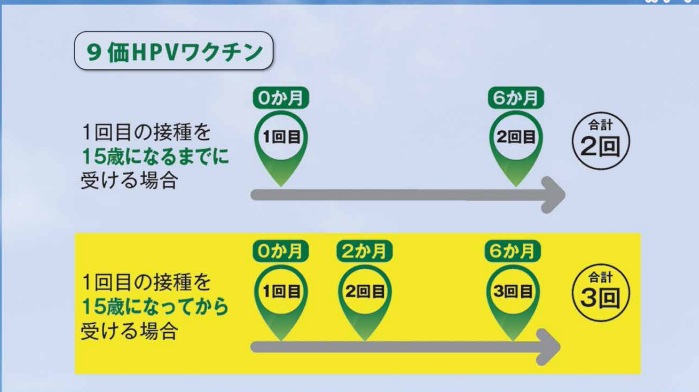 9価HPVワクチン
0か月
6か月
1回目
2回目
合計
2回
1回目の接種を
15歳になるまでに
受ける場合
0か月
2か月
6か月
1回目
2回目
3回目
合計
3回
1回目の接種を
15歳になってから
受ける場合